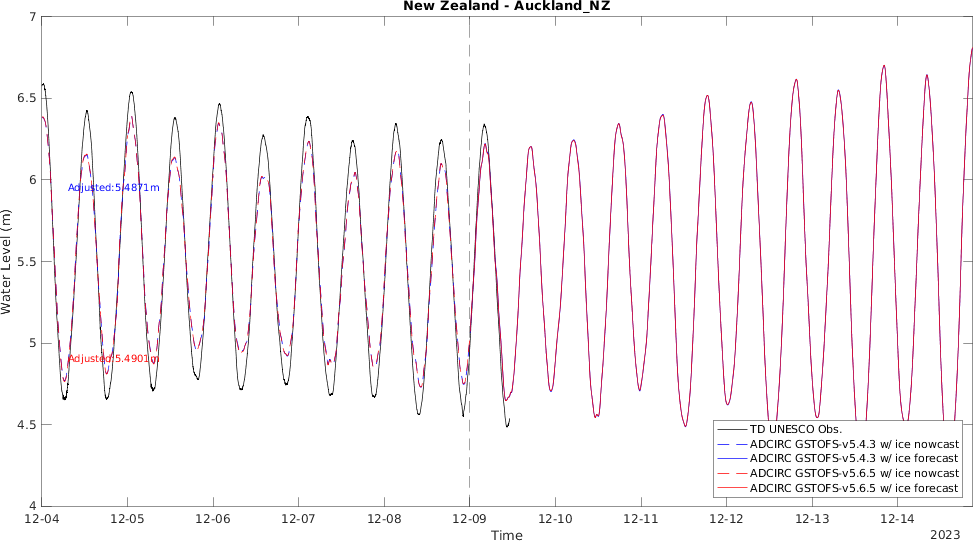 New Zealand - Auckland_NZ
7
6.5
6
5.5
5
4.5
4
Water Level (m)
Adjusted:5.4871m
Adjusted:5.4901m
TD UNESCO Obs.
ADCIRC GSTOFS-v5.4.3 w/ ice nowcast
ADCIRC GSTOFS-v5.4.3 w/ ice forecast
ADCIRC GSTOFS-v5.6.5 w/ ice nowcast
ADCIRC GSTOFS-v5.6.5 w/ ice forecast
12-04 12-05 12-06 12-07 12-08 12-09 12-10 12-11 12-12 12-13 12-14
Time
2023